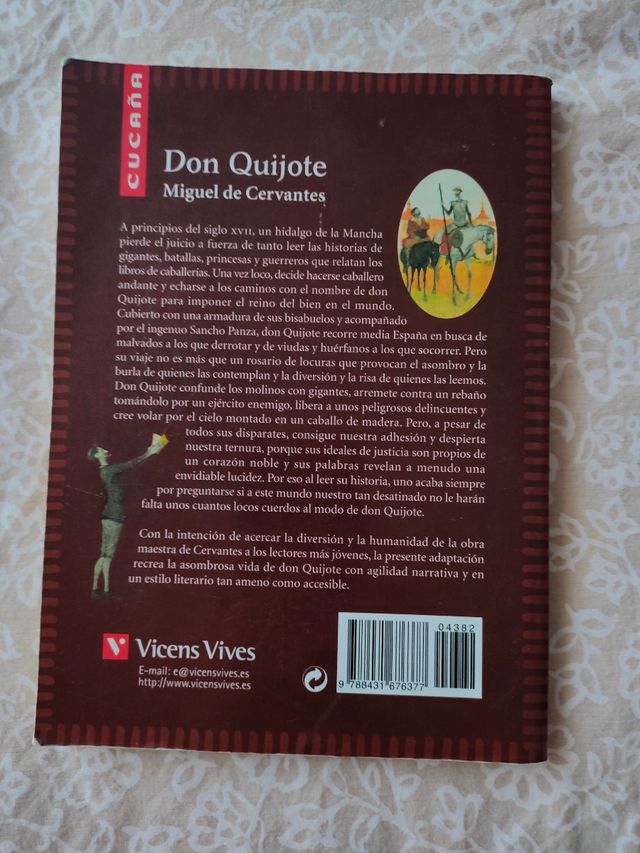 CUCAÑA
Don Quijote
Miguel de Cervantes
A principios del siglo XVII, un hidalgo de la Mancha
pierde el juicio a fuerza de tanto leer las historias de
gigantes, batallas, princesas y guerreros que relatan los
libros de caballerías. Una vez loco, decide hacerse caballero
andante y echarse a los caminos con el nombre de don
Quijote para imponer el reino del bien en el mundo.
Cubierto con una armadura de sus bisabuelos y acompañado
por el ingenuo Sancho Panza, don Quijote recorre media España en busca de
malvados a los que derrotar y de viudas y huérfanos a los que socorrer. Pero
su viaje no es más que un rosario de locuras que provocan el asombro y la
burla de quienes las contemplan y la diversión y la risa de quienes las leemos.
Don Quijote confunde los molinos con gigantes, arremete contra un rebaño
tomándolo por un ejército enemigo, libera a unos peligrosos delincuentes y
cree volar por el cielo montado en un caballo de madera. Pero, a pesar de
todos sus disparates, consigue nuestra adhesión y despierta
nuestra ternura, porque sus ideales de justicia son propios de
un corazón noble y sus palabras revelan a menudo una
envidiable lucidez. Por eso al leer su historia, uno acaba siempre
por preguntarse si a este mundo nuestro tan desatinado no le harán
falta unos cuantos locos cuerdos al modo de don Quijote.
Con la intención de acercar la diversión y la humanidad de la obra
maestra de Cervantes a los lectores más jóvenes, la presente adaptación
recrea la asombrosa vida de don Quijote con agilidad narrativa y en
un estilo literario tan ameno como accesible.
Vicens Vives
E-mail: e@vicensvives.es
http://www.vicensvives.es
04382
9 788431 676377